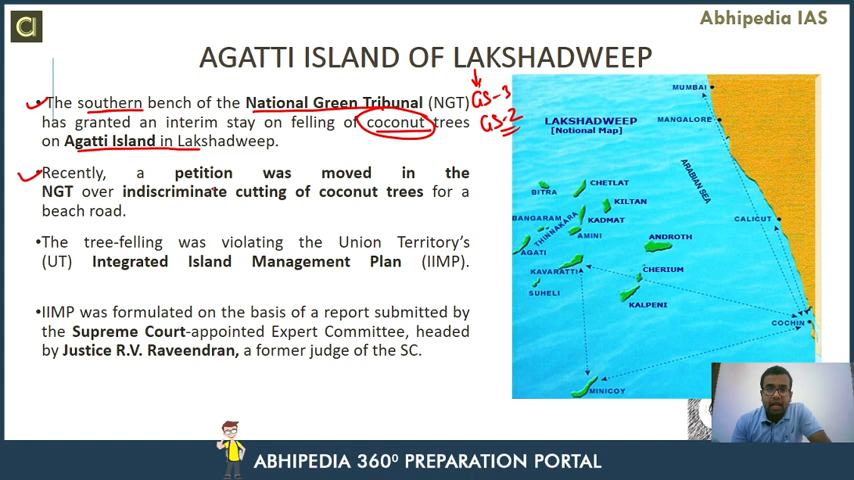 Abhipedia IAS
AGATTI ISLAND OF LAKSHADWEEP
•The southern bench of the National Green Tribunal (NGT)
has granted an interim stay on felling of coconut trees
on Agatti Island in Lakshadweep.
GS-3
GS-2
•Recently, a petition was moved in the
NGT over indiscriminate cutting of coconut trees for a
beach road.
•The tree-felling was violating the Union Territory's
(UT) Integrated Island Management Plan (IIMP).
•IIMP was formulated on the basis of a report submitted by
the Supreme Court-appointed Expert Committee, headed
by Justice R.V. Raveendran, a former judge of the SC.
MUMBAI
LAKSHADWEEP
[Notional Map]
MANGALORE
ARABIAN SEA
CHETLAT
BITRA
KILTAN
BANGARAM
THINNAKARA
KADMAT
CALICUT
AMINI
ANDROTH
AGATI
KAVARATTI
CHERIUM
SUHELI
KALPENI
COCHIN
MINICOY
ABHIPEDIA 360⁰ PREPARATION PORTAL